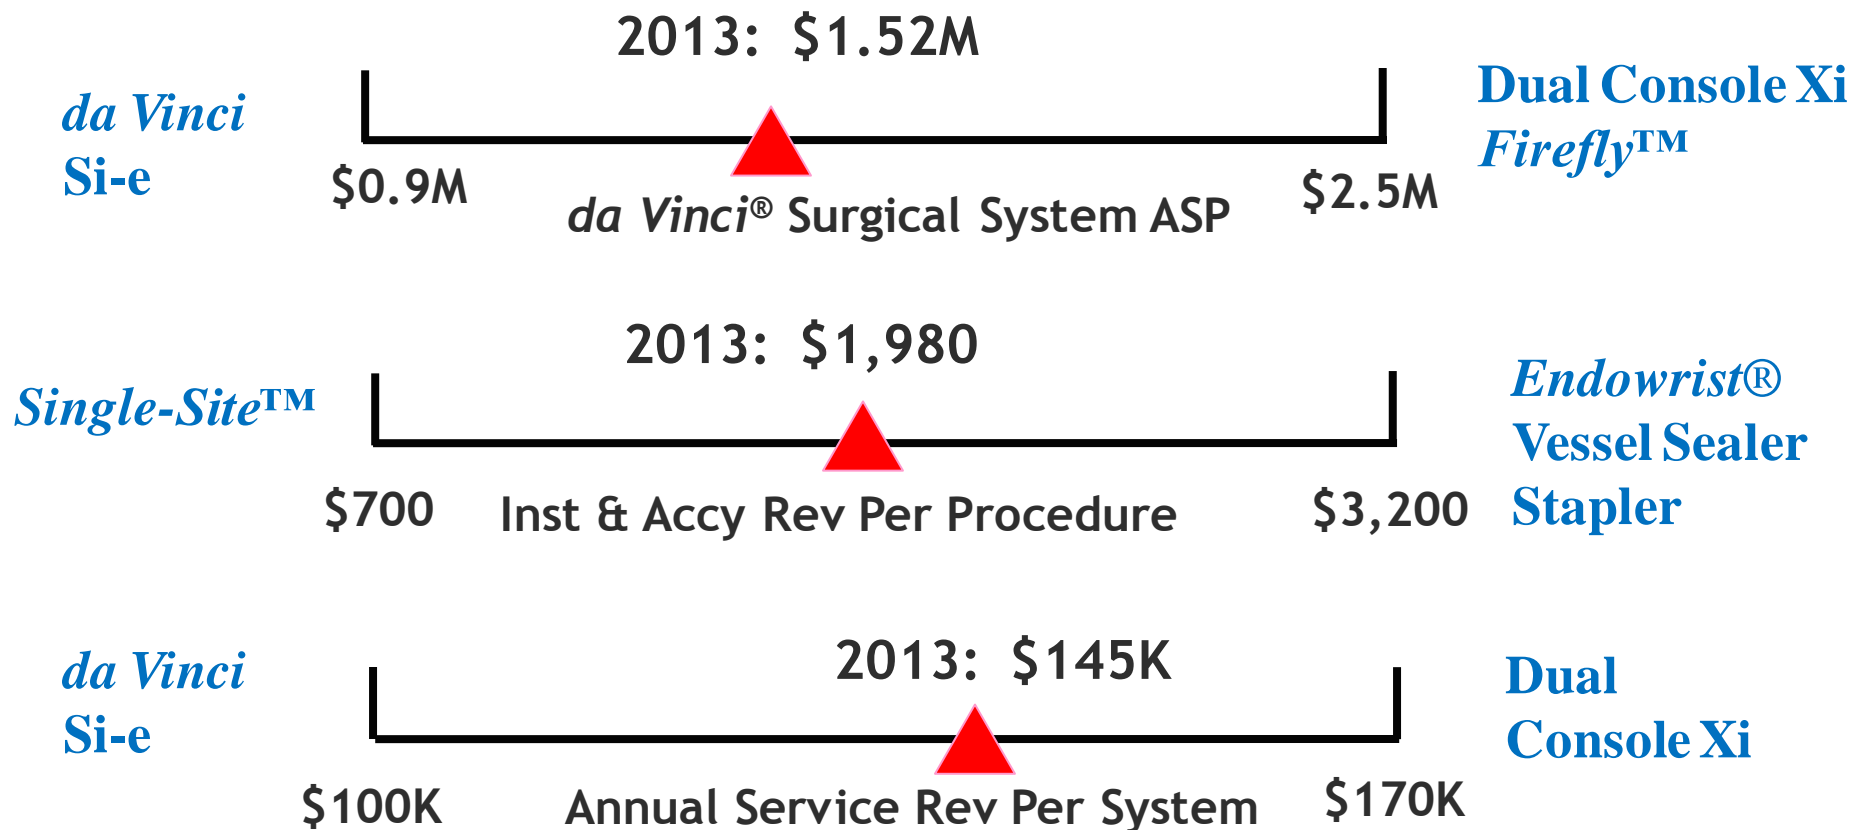 2013: $1.52M
da Vinci
Si-e
Dual Console Xi
Firefly™
$0.9M
$2.5M
da Vinci® Surgical System ASP
2013: $1,980
Single-Site™
Endowrist®
Vessel Sealer
Stapler
$700
Inst & Accy Rev Per Procedure
$3,200
2013: $145K
da Vinci
Si-e
Dual
Console Xi
$100K
Annual Service Rev Per System
$170K